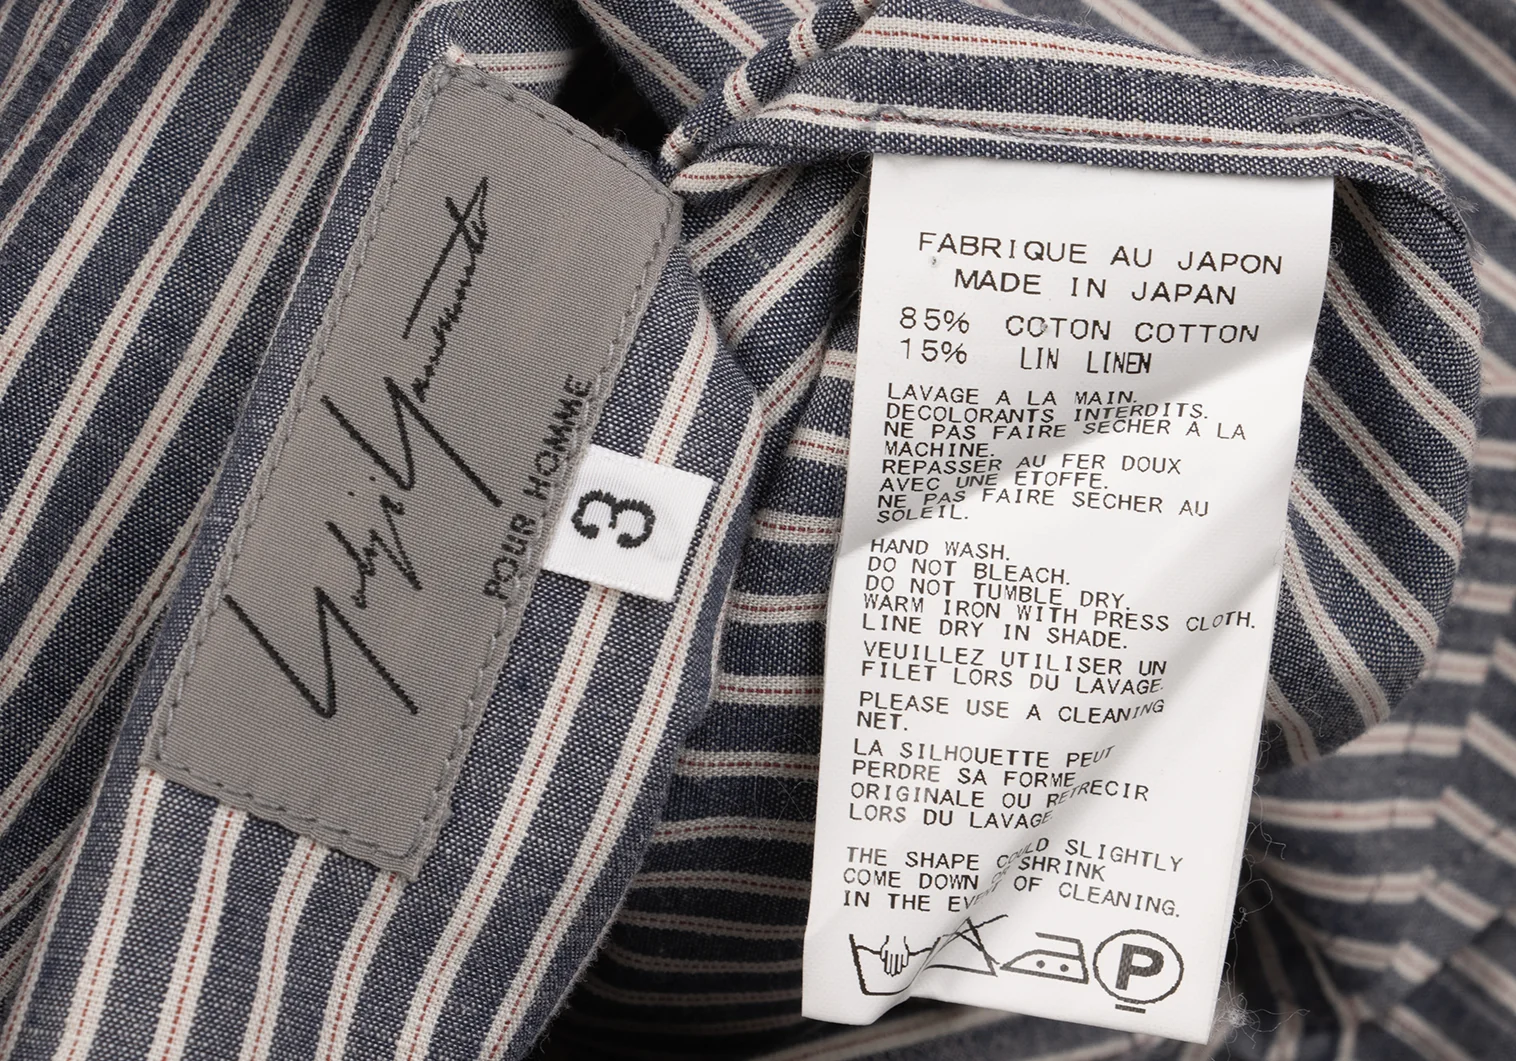 Yohji Yamamoto
POUR HOMME
3
FABRIQUE AU JAPON
MADE IN JAPAN
85% COTON COTTON
15% LIN LINEN
LAVAGE A LA MAIN.
DECOLORANTS INTERDITS.
NE PAS FAIRE SECHER A LA
MACHINE.
REPASSER AU FER DOUX
AVEC UNE ETOFFE.
NE PAS FAIRE SECHER AU
SOLEIL.
HAND WASH.
DO NOT BLEACH.
DO NOT TUMBLE DRY.
WARM IRON WITH PRESS CLOTH.
LINE DRY IN SHADE.
VEUILLEZ UTILISER UN
FILET LORS DU LAVAGE.
PLEASE USE A CLEANING
NET.
LA SILHOUETTE PEUT
PERDRE SA FORME
ORIGINALE OU RETRECIR
LORS DU LAVAGE.
THE SHAPE COULD SLIGHTLY
COME DOWN OR SHRINK
IN THE EVENT OF CLEANING.
P